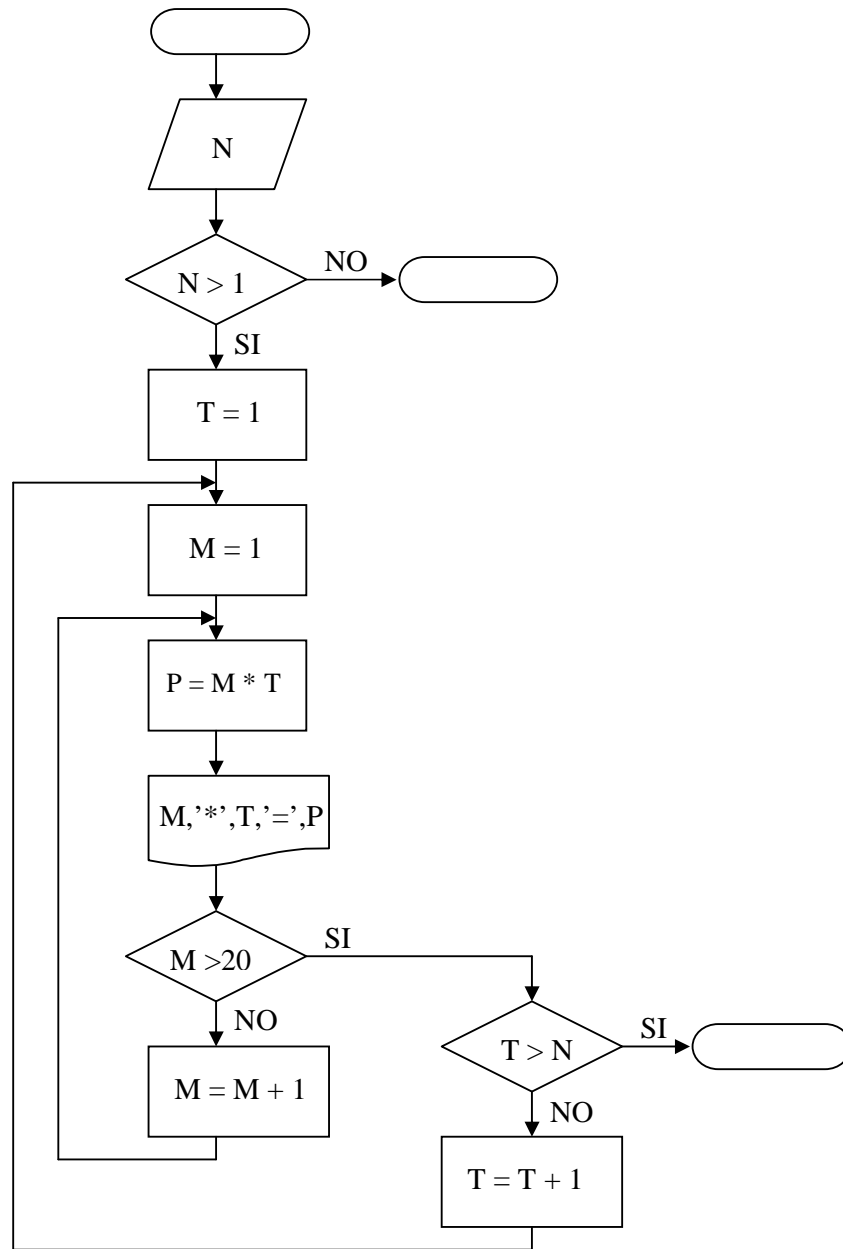 N
N > 1
NO
SI
T = 1
M = 1
P = M * T
M,’*’,T,’=’,P
M >20
SI
NO
M = M + 1
T > N
SI
NO
T = T + 1